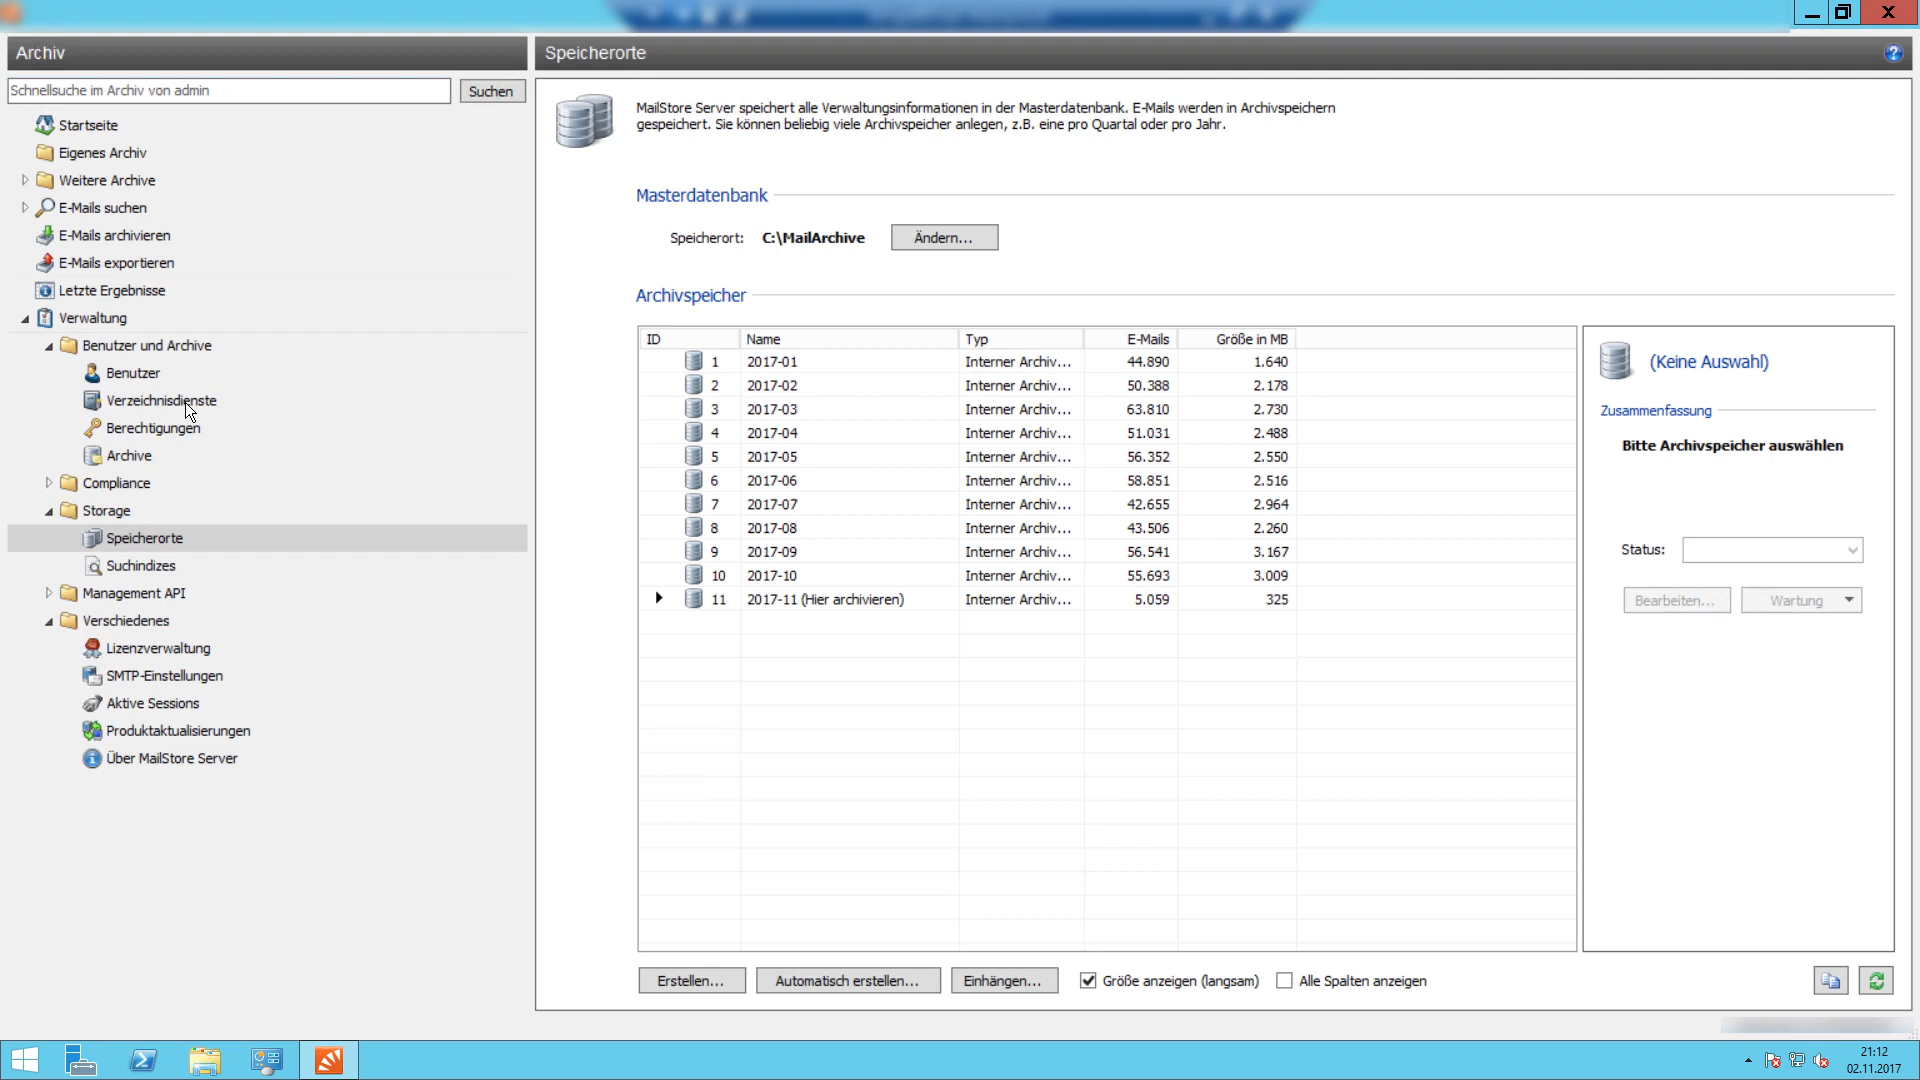 Archiv
Speicherorte
Schnellsuche im Archiv von admin
Suchen
Startseite
Eigenes Archiv
Weitere Archive
E-Mails suchen
E-Mails archivieren
E-Mails exportieren
Letzte Ergebnisse
Verwaltung
Benutzer und Archive
Benutzer
Verzeichnisdienste
Berechtigungen
Archive
Compliance
Storage
Speicherorte
Suchindizes
Management API
Verschiedenes
Lizenzverwaltung
SMTP-Einstellungen
Aktive Sessions
Produktaktualisierungen
Über MailStore Server
MailStore Server speichert alle Verwaltungsinformationen in der Masterdatenbank. E-Mails werden in Archivspeichern
gespeichert. Sie können beliebig viele Archivspeicher anlegen, z.B. eine pro Quartal oder pro Jahr.
Masterdatenbank
Speicherort: C:\MailArchive Ändern...
Archivspeicher
ID Name Typ E-Mails Größe in MB
1 2017-01 Interner Archiv... 44.890 1.640
2 2017-02 Interner Archiv... 50.388 2.178
3 2017-03 Interner Archiv... 63.810 2.730
4 2017-04 Interner Archiv... 51.031 2.488
5 2017-05 Interner Archiv... 56.352 2.550
6 2017-06 Interner Archiv... 58.851 2.516
7 2017-07 Interner Archiv... 42.655 2.964
8 2017-08 Interner Archiv... 43.506 2.260
9 2017-09 Interner Archiv... 56.541 3.167
10 2017-10 Interner Archiv... 55.693 3.009
11 2017-11 (Hier archivieren) Interner Archiv... 5.059 325
(Keine Auswahl)
Zusammenfassung
Bitte Archivspeicher auswählen
Status:
Bearbeiten... Wartung
Erstellen... Automatisch erstellen... Einhängen... Größe anzeigen (langsam) Alle Spalten anzeigen
21:12
02.11.2017